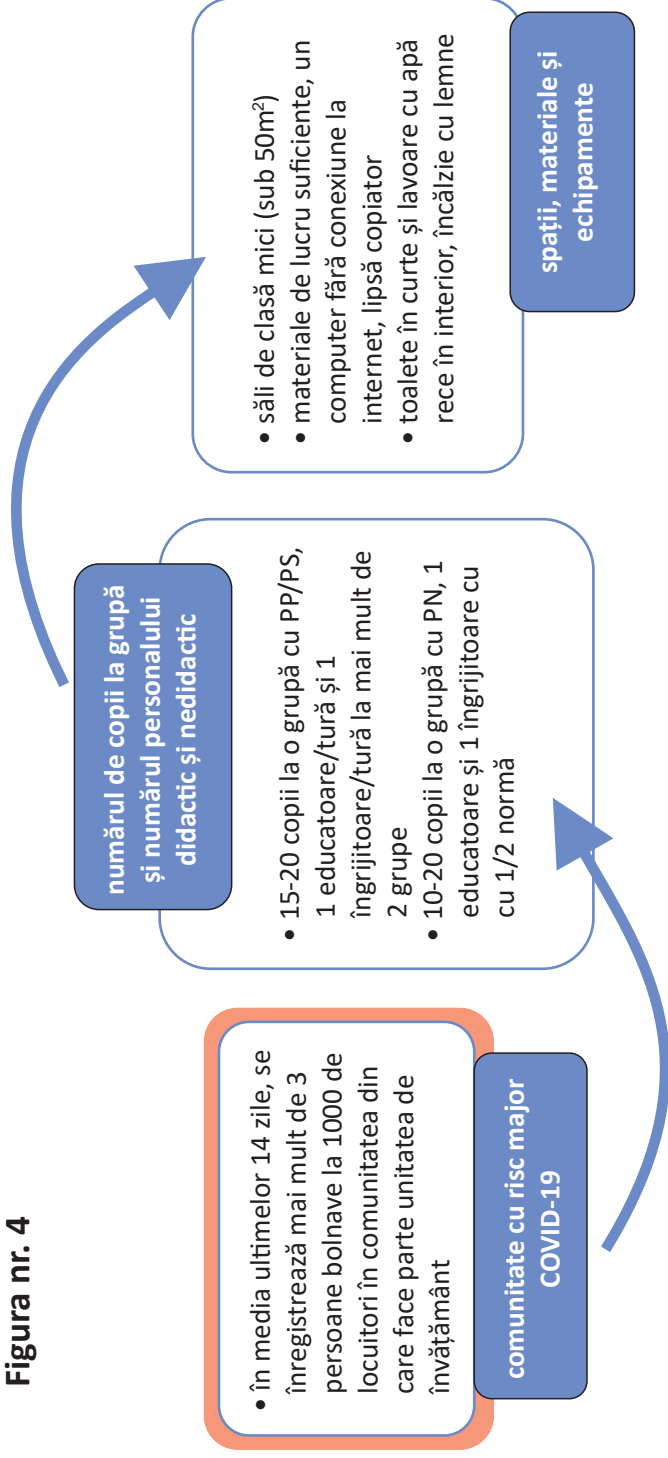 Figura nr. 4
• în media ultimelor 14 zile, se
înregistrează mai mult de 3
persoane bolnave la 1000 de
locuitori în comunitatea din
care face parte unitatea de
învățământ
comunitate cu risc major
COVID-19
numărul de copii la grupă
și numărul personalului
didactic și nedidactic
• 15-20 copii la o grupă cu PP/PS,
1 educatoare/tură și 1
îngrijitoare/tură la mai mult de
2 grupe
• 10-20 copii la o grupă cu PN, 1
educatoare și 1 îngrijitoare cu
cu 1/2 normă
• săli de clasă mici (sub 50m²)
• materiale de lucru suficiente, un
computer fără conexiune la
internet, lipsă copiator
• toalete în curte și lavoare cu apă
rece în interior, încălzie cu lemne
spații, materiale și
echipamente